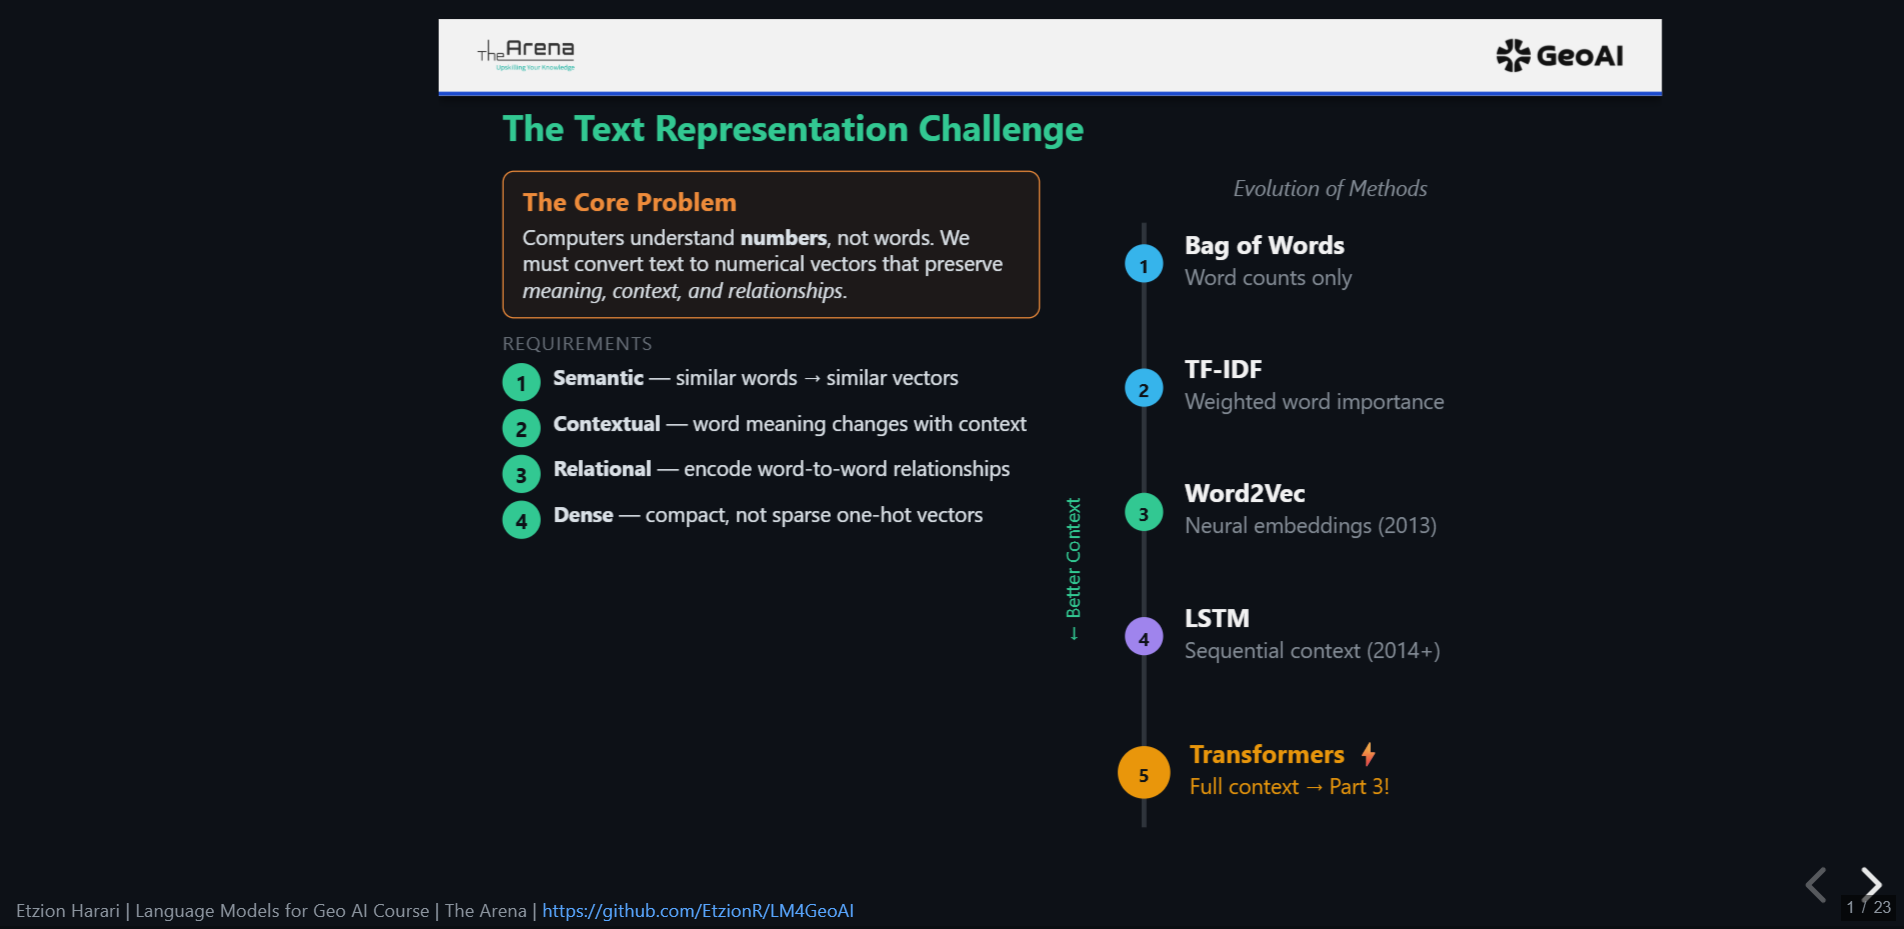 The Arena
Upskilling Your Knowledge
GeoAI
The Text Representation Challenge
The Core Problem
Computers understand numbers, not words. We
must convert text to numerical vectors that preserve
meaning, context, and relationships.
REQUIREMENTS
1 Semantic — similar words → similar vectors
2 Contextual — word meaning changes with context
3 Relational — encode word-to-word relationships
4 Dense — compact, not sparse one-hot vectors
← Better Context
Evolution of Methods
1 Bag of Words
Word counts only
2 TF-IDF
Weighted word importance
3 Word2Vec
Neural embeddings (2013)
4 LSTM
Sequential context (2014+)
5 Transformers ⚡
Full context → Part 3!
Etzion Harari | Language Models for Geo AI Course | The Arena | https://github.com/EtzionR/LM4GeoAI
1 / 23